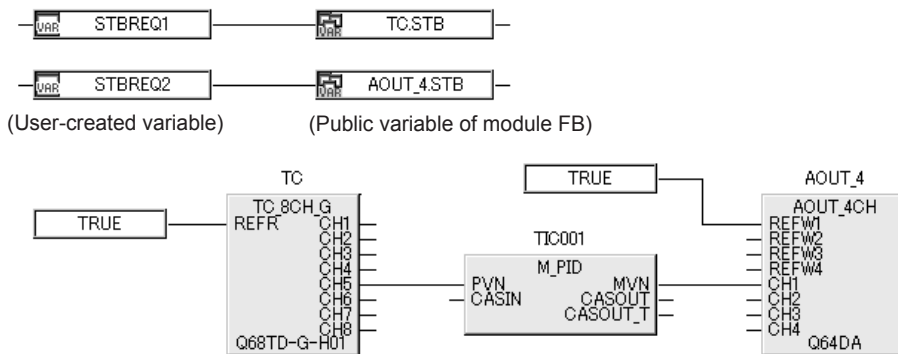 VAR STBREQ1 VAR TC.STB
VAR STBREQ2 VAR AOUT_4.STB
(User-created variable) (Public variable of module FB)
TC
TC_8CH_G
TRUE
REFR CH1
CH2
CH3
CH4
CH5
CH6
CH7
CH8
Q68TD-G-H01
TIC001
M_PID
PVN MVN
CASIN CASOUT
CASOUT_T
TRUE
AOUT_4
AOUT_4CH
REFW1
REFW2
REFW3
REFW4
CH1
CH2
CH3
CH4
Q64DA